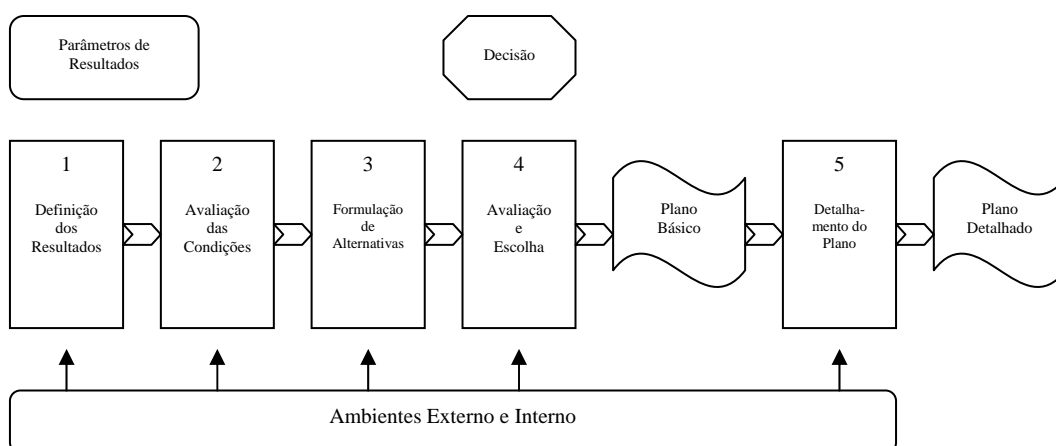 Parâmetros de
Resultados
Decisão
1
Definição
dos
Resultados
2
Avaliação
das
Condições
3
Formulação
de
Alternativas
4
Avaliação
e
Escolha
Plano
Básico
5
Detalha-
mento do
Plano
Plano
Detalhado
Ambientes Externo e Interno